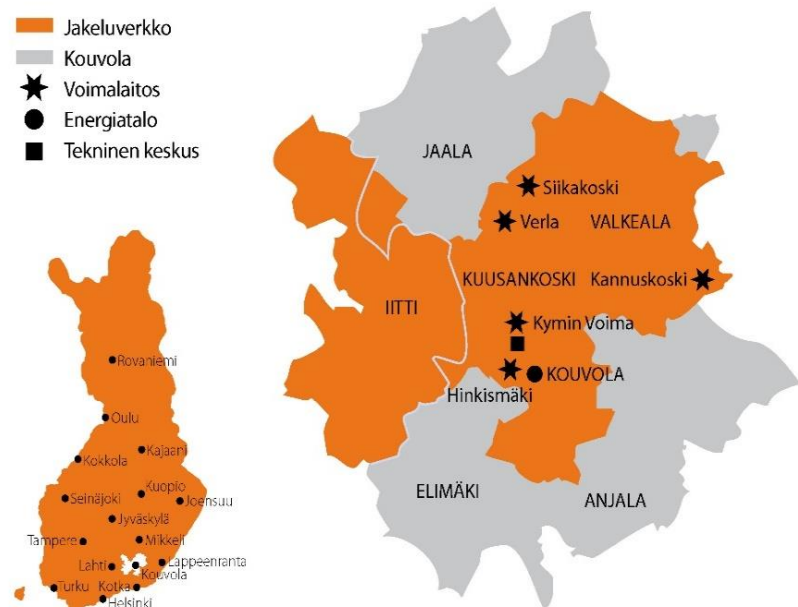 Jakeluverkko
Kouvola
Voimalaitos
Energiatalo
Tekninen keskus
JAALA
Siikakoski
Verla
VALKEALA
KUUSANKOSKI
Kannuskoski
IITTI
Kymin Voima
KOUVOLA
Hinkismäki
ELIMÄKI
ANJALA
Rovaniemi
Oulu
Kajaani
Kokkola
Kuopio
Seinäjoki
Joensuu
Jyväskylä
Tampere
Mikkeli
Lahti
Lappeenranta
Kouvola
Turku
Kotka
Helsinki